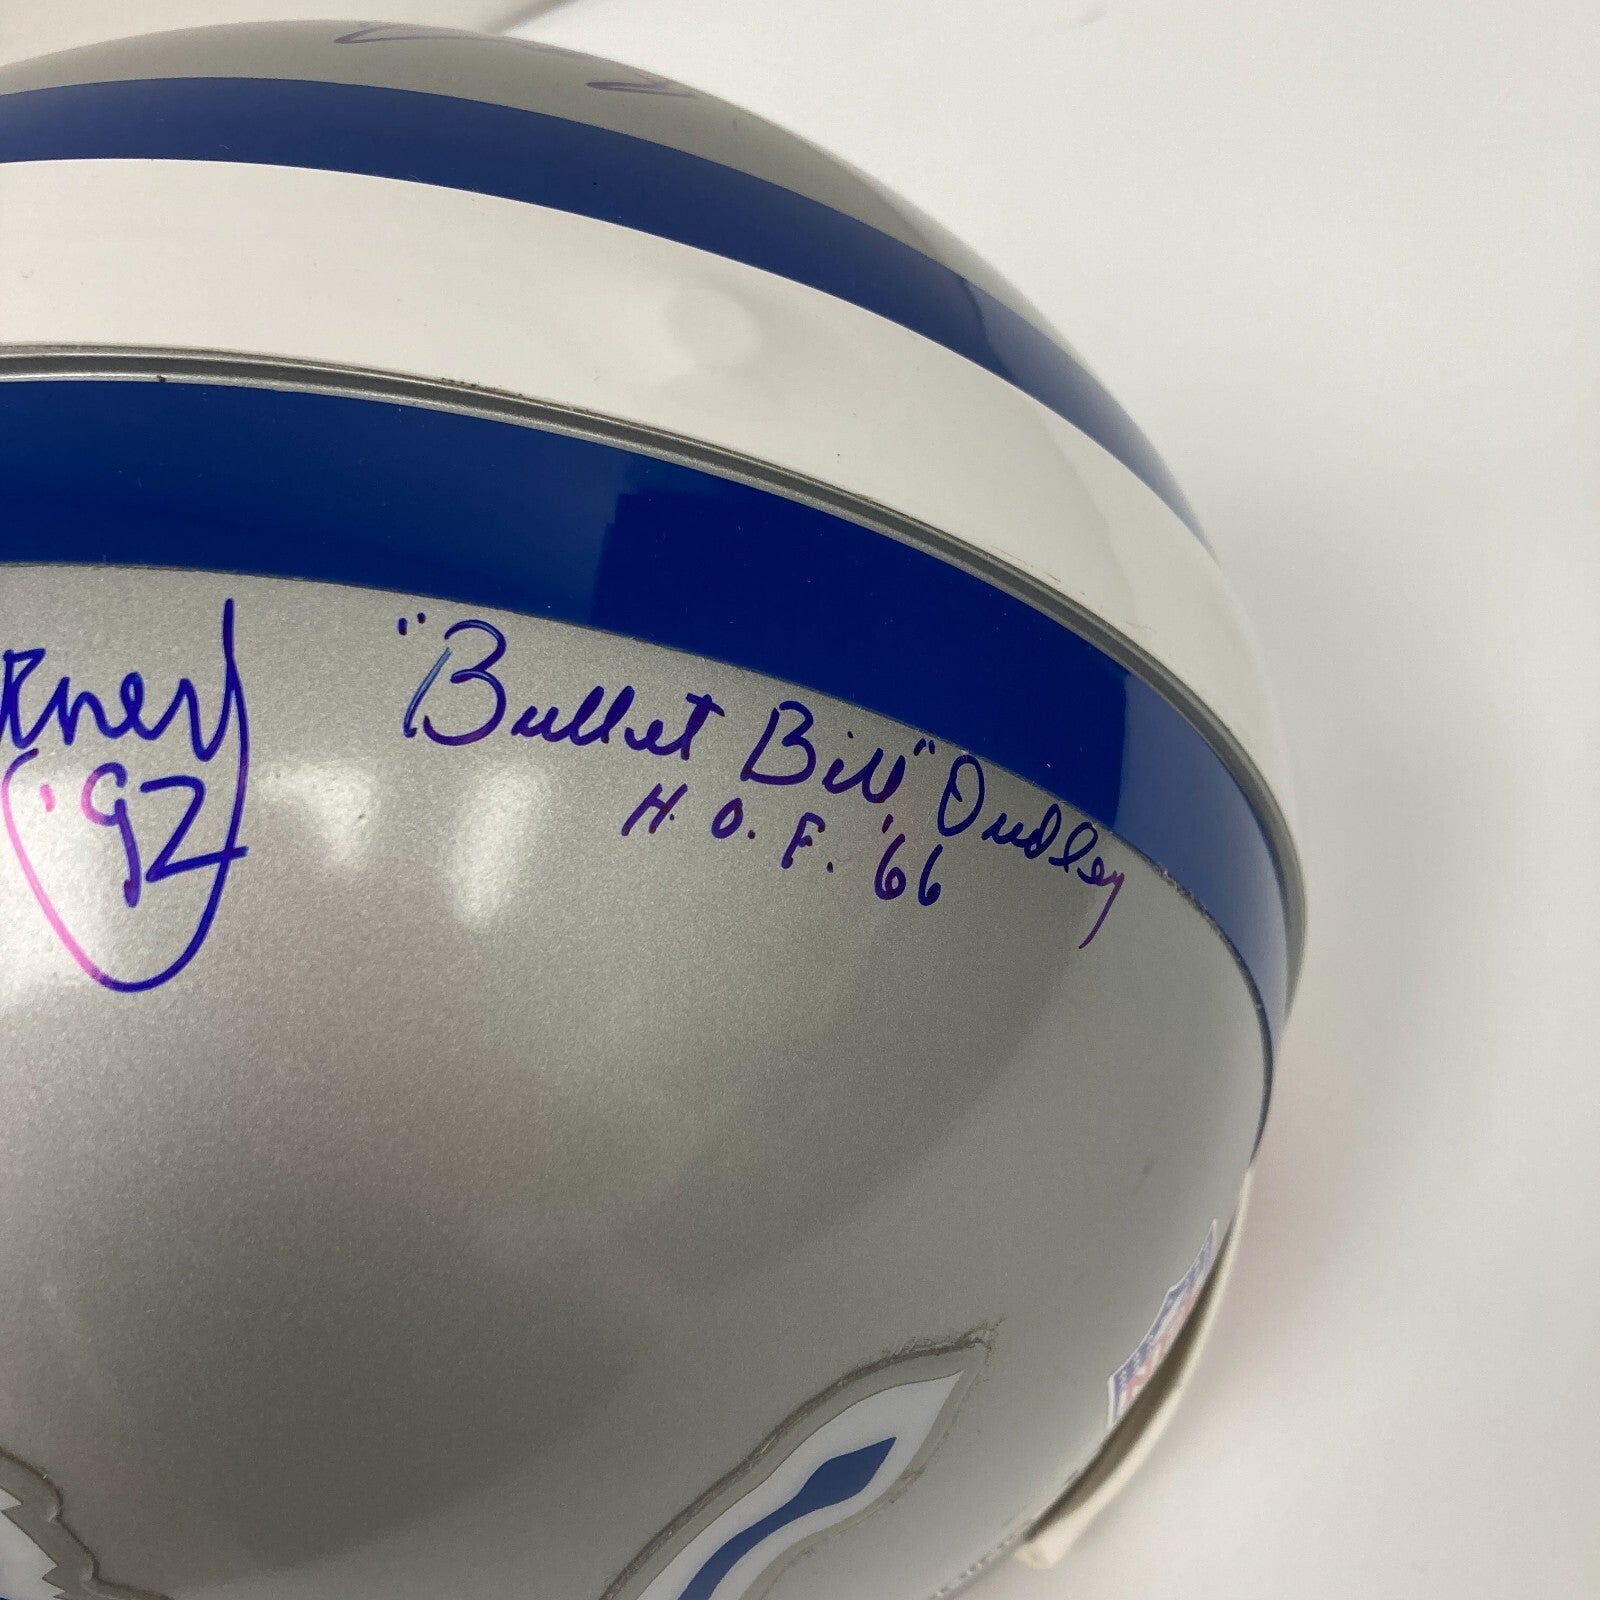 "Bullet Bill" Dudley
H.O.F. '66
'92